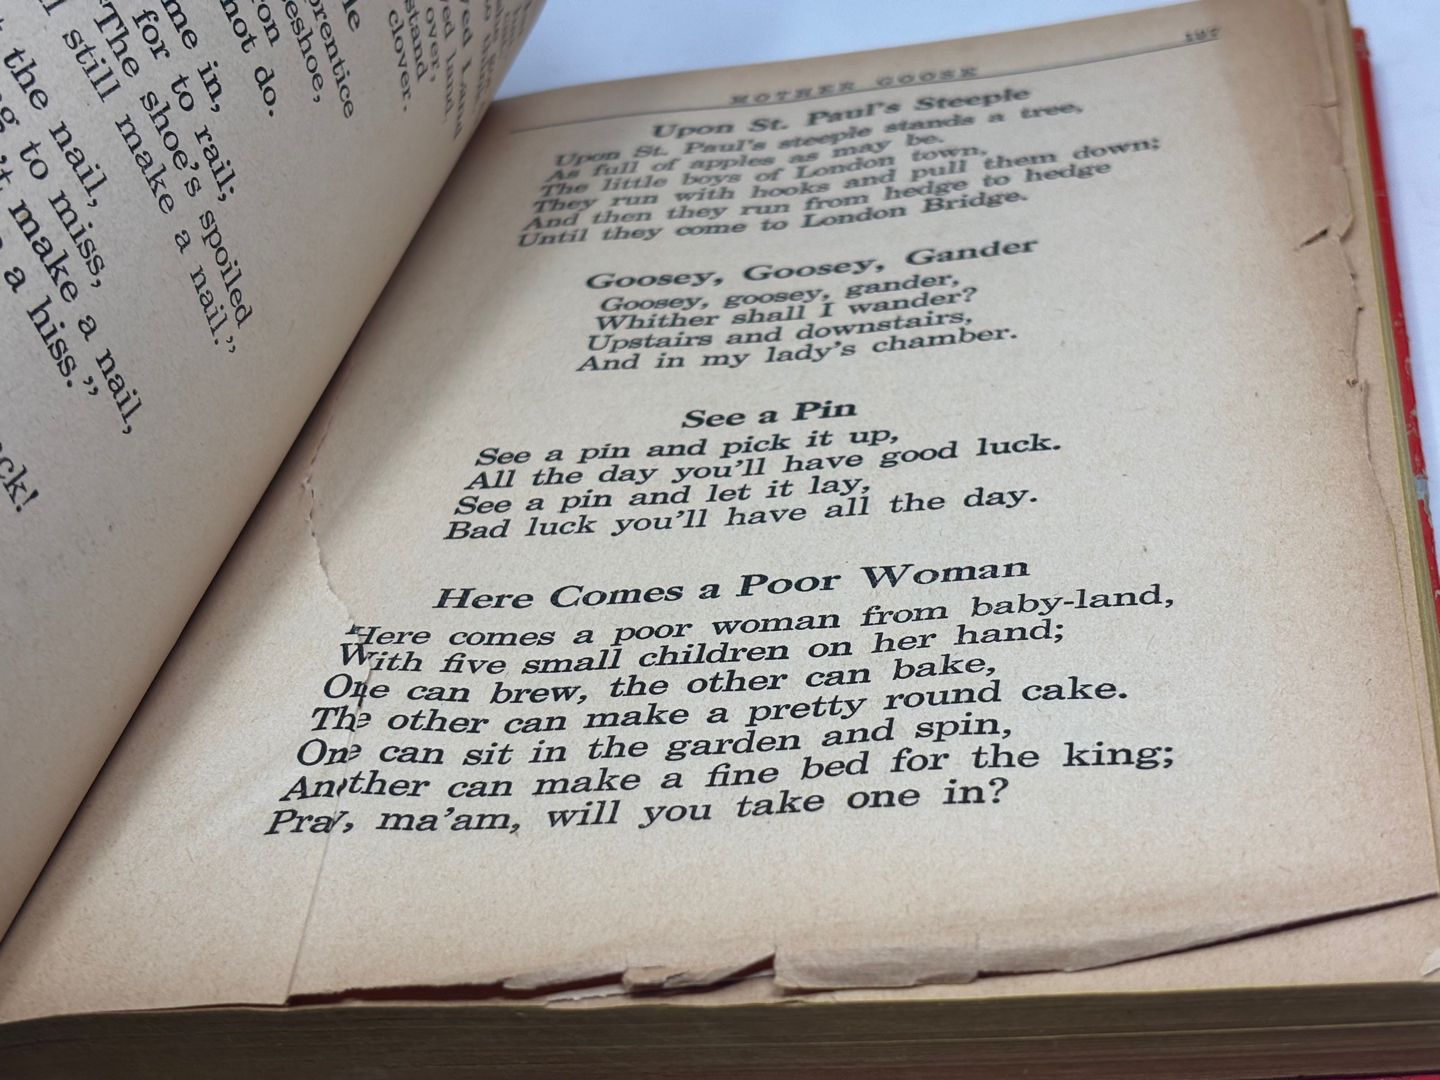 me in,
for to rail;
"The shoe's spoiled
still make a nail."
the nail,
to miss,
make a nail,
a hiss."
ck!
prentice
eshoe,
ron
not do.
over,
stand
clover.
MOTHER GOOSE
Upon St. Paul's Steeple
Upon St. Paul's steeple stands a tree,
As full of apples as may be.
The little boys of London town,
They run with hooks and pull them down;
And then they run from hedge to hedge
Until they come to London Bridge.
Goosey, Goosey, Gander
Goosey, goosey, gander,
Whither shall I wander?
Upstairs and downstairs,
And in my lady's chamber.
See a Pin
See a pin and pick it up,
All the day you'll have good luck.
See a pin and let it lay,
Bad luck you'll have all the day.
Here Comes a Poor Woman
Here comes a poor woman from baby-land,
With five small children on her hand;
One can brew, the other can bake,
The other can make a pretty round cake.
One can sit in the garden and spin,
Another can make a fine bed for the king;
Pray, ma'am, will you take one in?